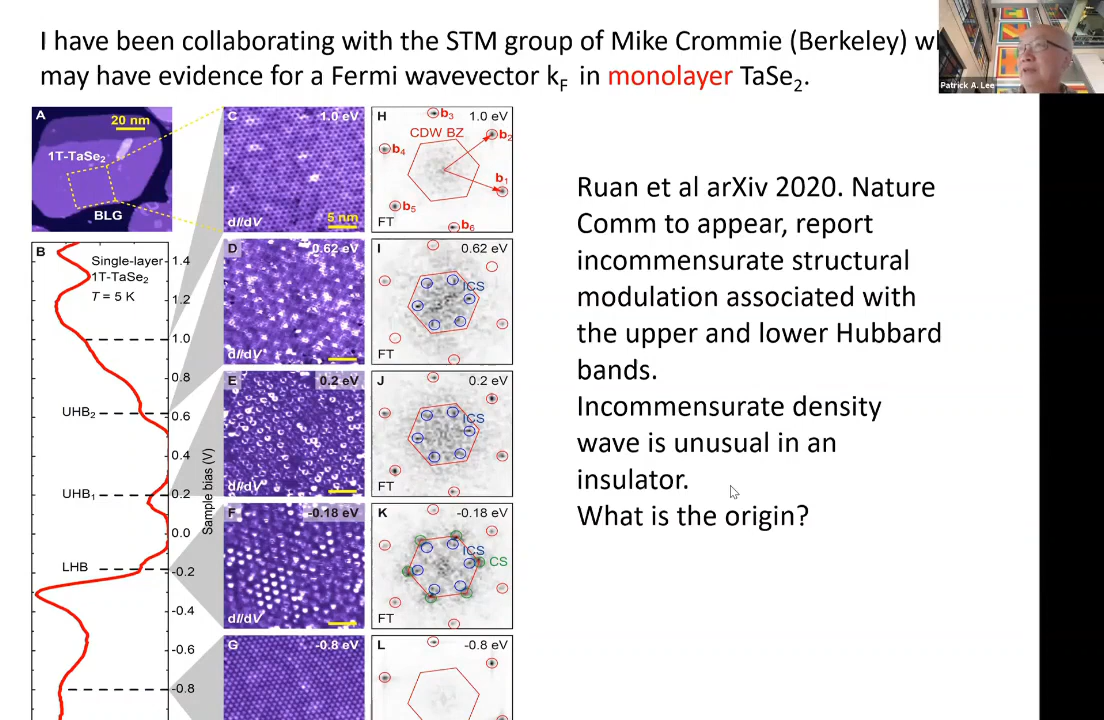 I have been collaborating with the STM group of Mike Crommie (Berkeley)
may have evidence for a Fermi wavevector kF in monolayer TaSe2.
Patrick A. Lee
A
20 nm
1T-TaSe2
BLG
B
Single-layer
1T-TaSe2
T = 5 K
1.4
1.2
1.0
0.8
UHB2
0.6
0.4
UHB1
0.2
0.0
LHB
-0.2
-0.4
-0.6
-0.8
Sample bias (V)
C
1.0 eV
dI/dV
5 nm
D
0.62 eV
dI/dV
E
0.2 eV
dI/dV
F
-0.18 eV
dI/dV
G
-0.8 eV
H
1.0 eV
b3
CDW BZ
b2
b4
b1
b5
b6
FT
I
0.62 eV
ICS
FT
J
0.2 eV
ICS
FT
K
-0.18 eV
ICS
CS
FT
L
-0.8 eV
Ruan et al arXiv 2020. Nature
Comm to appear, report
incommensurate structural
modulation associated with
the upper and lower Hubbard
bands.
Incommensurate density
wave is unusual in an
insulator.
What is the origin?